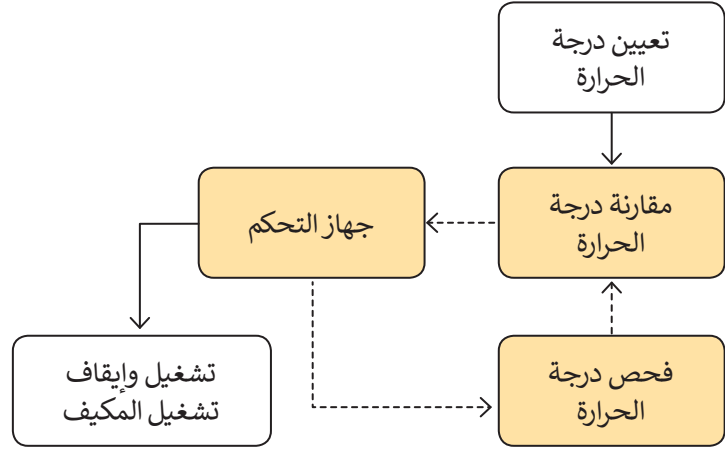 تعيين درجة
الحرارة
مقارنة درجة
الحرارة
جهاز التحكم
فحص درجة
الحرارة
تشغيل وإيقاف
تشغيل المكيف